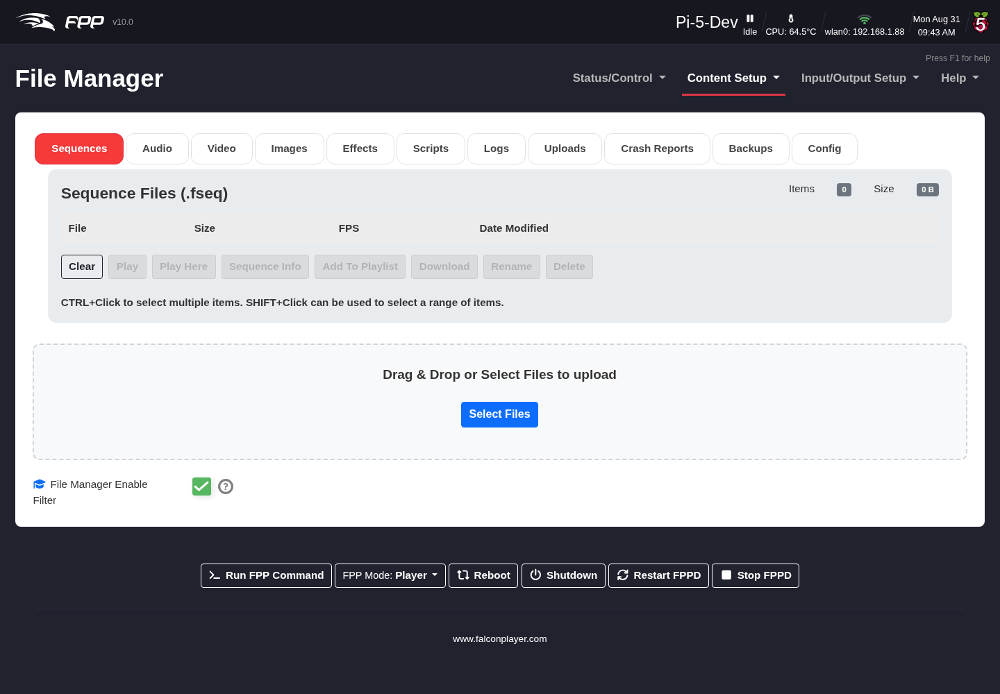 FPP v10.0
Pi-5-Dev
Idle
CPU: 64.5°C
wlan0: 192.168.1.88
Mon Aug 31
09:43 AM
5
Press F1 for help
File Manager
Status/Control Content Setup Input/Output Setup Help
Sequences Audio Video Images Effects Scripts Logs Uploads Crash Reports Backups Config
Sequence Files (.fseq)
Items 0 Size 0 B
File Size FPS Date Modified
Clear Play Play Here Sequence Info Add To Playlist Download Rename Delete
CTRL+Click to select multiple items. SHIFT+Click can be used to select a range of items.
Drag & Drop or Select Files to upload
Select Files
File Manager Enable
Filter
?
Run FPP Command FPP Mode: Player Reboot Shutdown Restart FPPD Stop FPPD
www.falconplayer.com